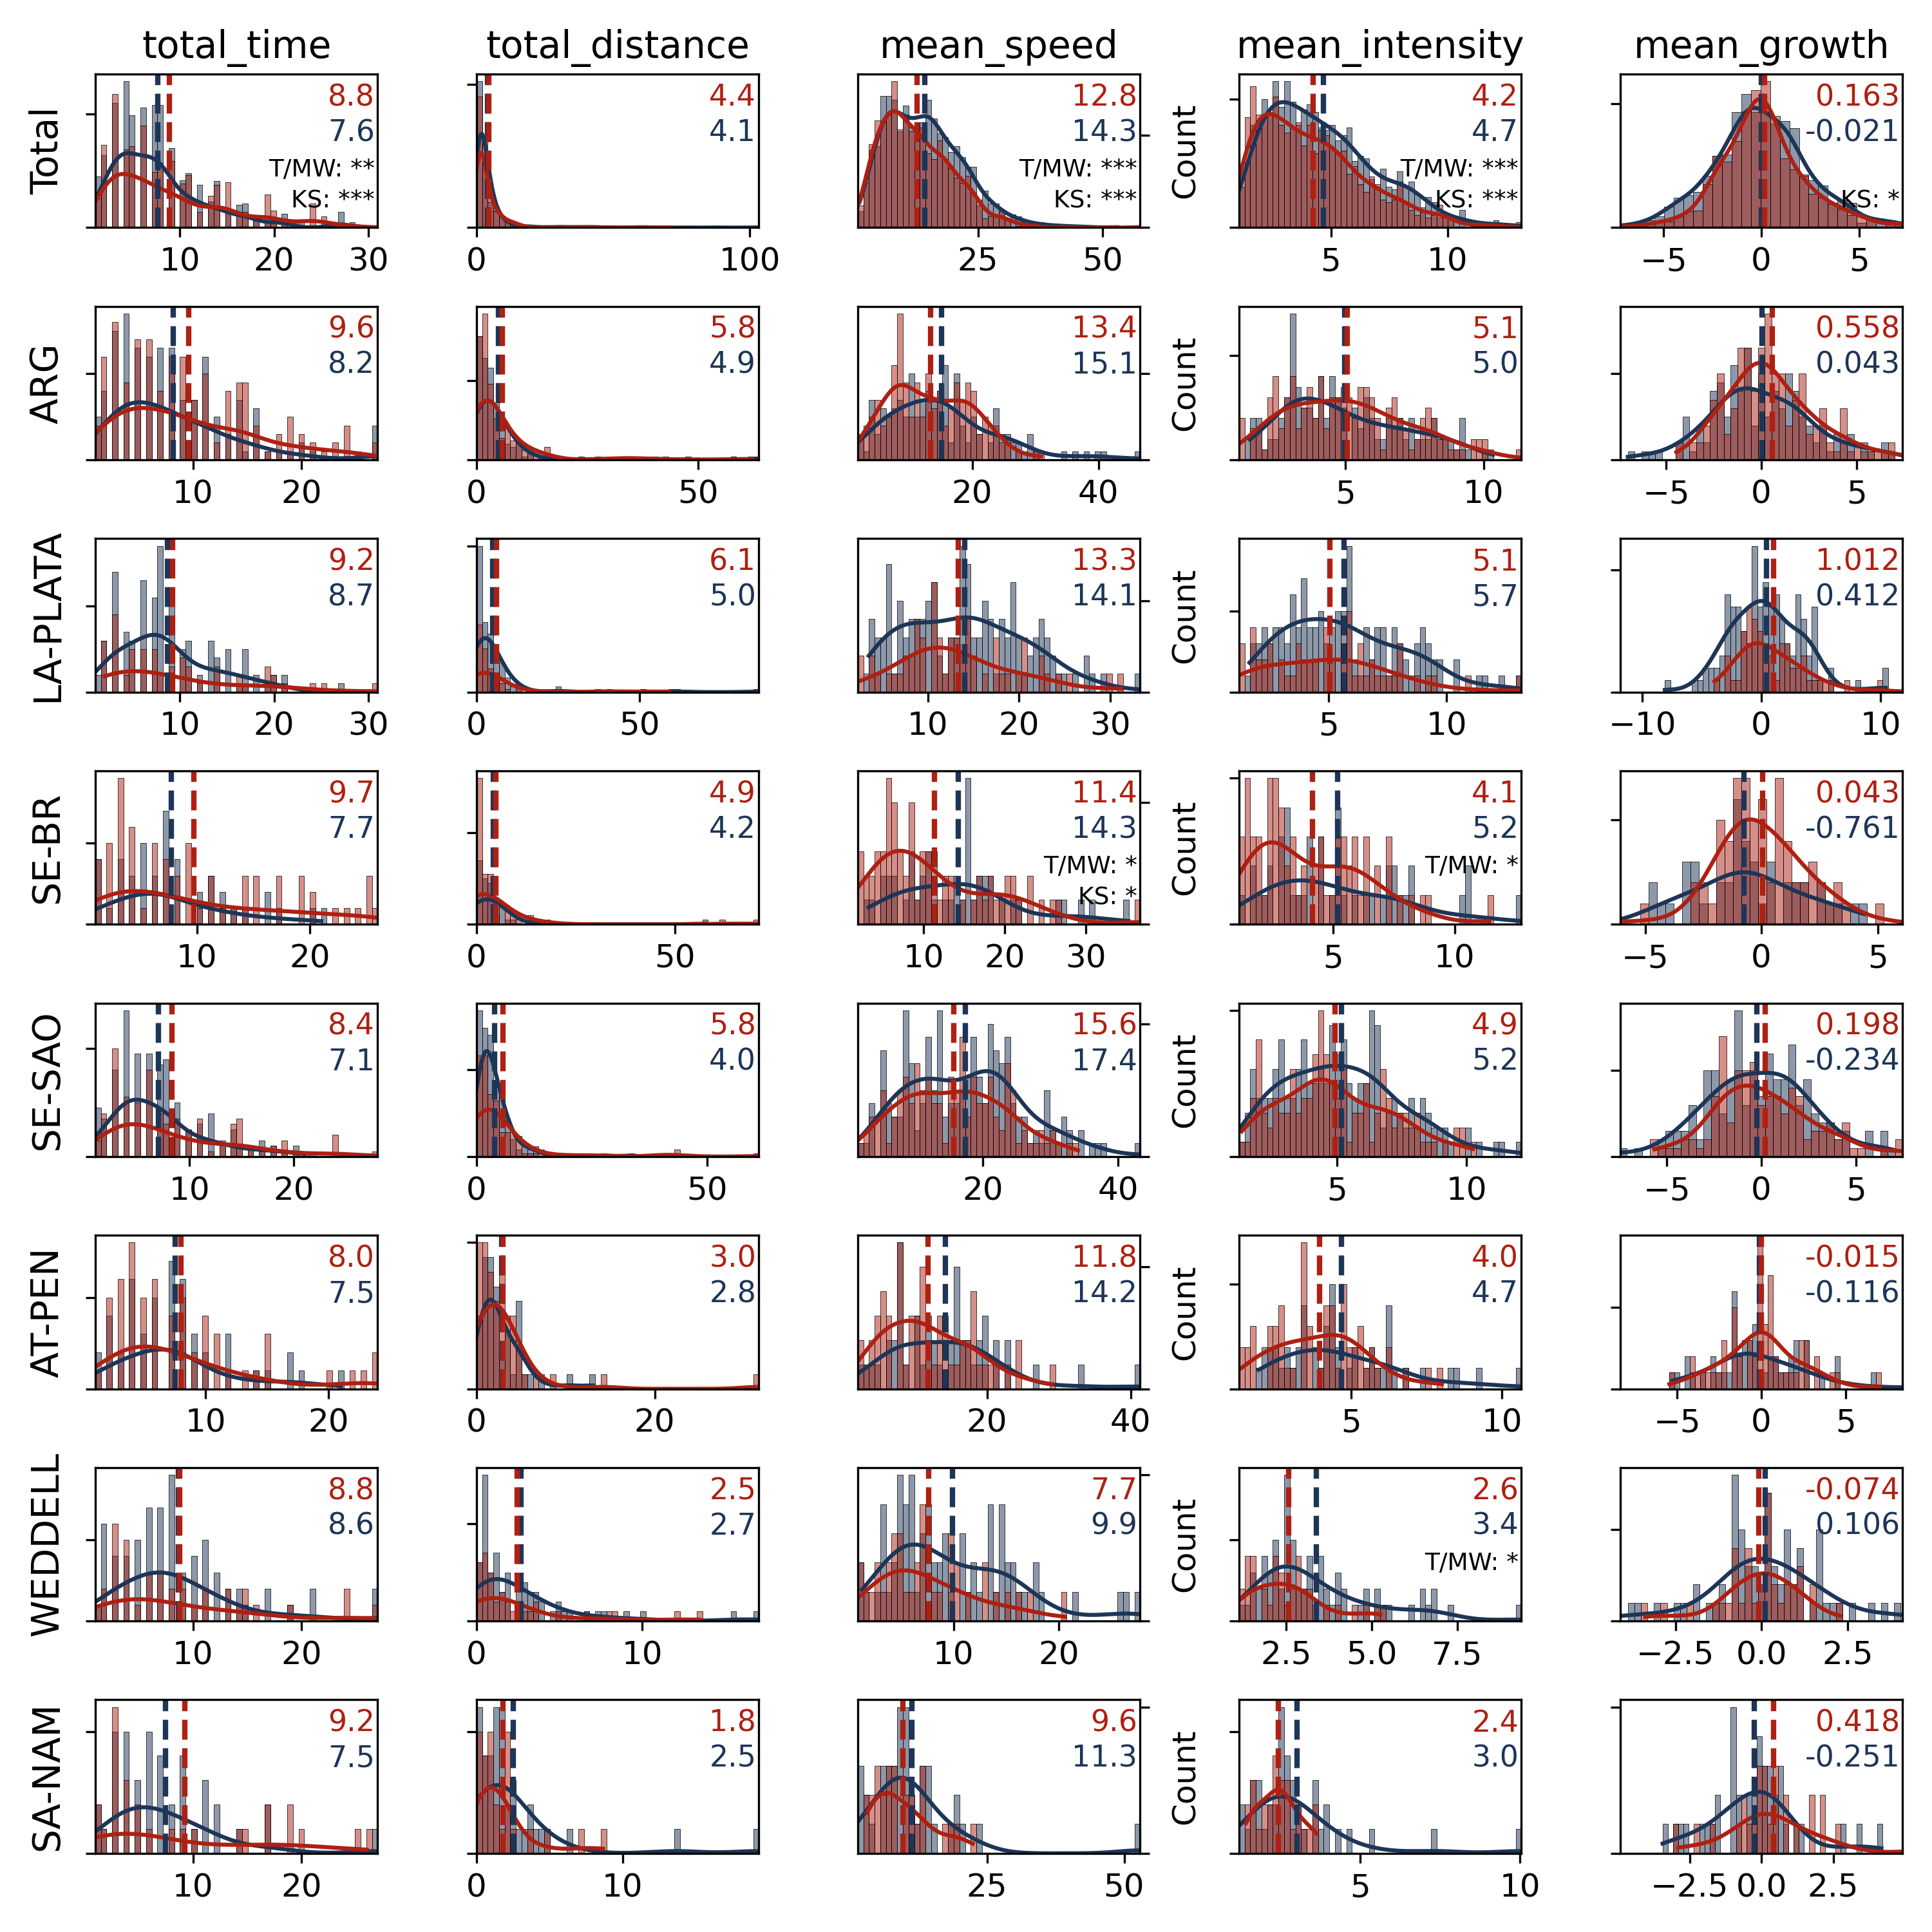 total_time total_distance mean_speed mean_intensity mean_growth
Total
8.8
7.6
T/MW: **
KS: ***
10 20 30
4.4
4.1
0 100
12.8
14.3
T/MW: ***
KS: ***
25 50
Count
4.2
4.7
T/MW: ***
KS: ***
5 10
0.163
-0.021
KS: *
−5 0 5
ARG
9.6
8.2
10 20
5.8
4.9
0 50
13.4
15.1
20 40
Count
5.1
5.0
5 10
0.558
0.043
−5 0 5
LA-PLATA
9.2
8.7
10 20 30
6.1
5.0
0 50
13.3
14.1
10 20 30
Count
5.1
5.7
5 10
1.012
0.412
−10 0 10
SE-BR
9.7
7.7
10 20
4.9
4.2
0 50
11.4
14.3
T/MW: *
KS: *
10 20 30
Count
4.1
5.2
T/MW: *
5 10
0.043
-0.761
−5 0 5
SE-SAO
8.4
7.1
10 20
5.8
4.0
0 50
15.6
17.4
20 40
Count
4.9
5.2
5 10
0.198
-0.234
−5 0 5
AT-PEN
8.0
7.5
10 20
3.0
2.8
0 20
11.8
14.2
20 40
Count
4.0
4.7
5 10
-0.015
-0.116
−5 0 5
WEDDELL
8.8
8.6
10 20
2.5
2.7
0 10
7.7
9.9
10 20
Count
2.6
3.4
T/MW: *
2.5 5.0 7.5
-0.074
0.106
−2.5 0.0 2.5
SA-NAM
9.2
7.5
10 20
1.8
2.5
0 10
9.6
11.3
25 50
Count
2.4
3.0
5 10
0.418
-0.251
−2.5 0.0 2.5